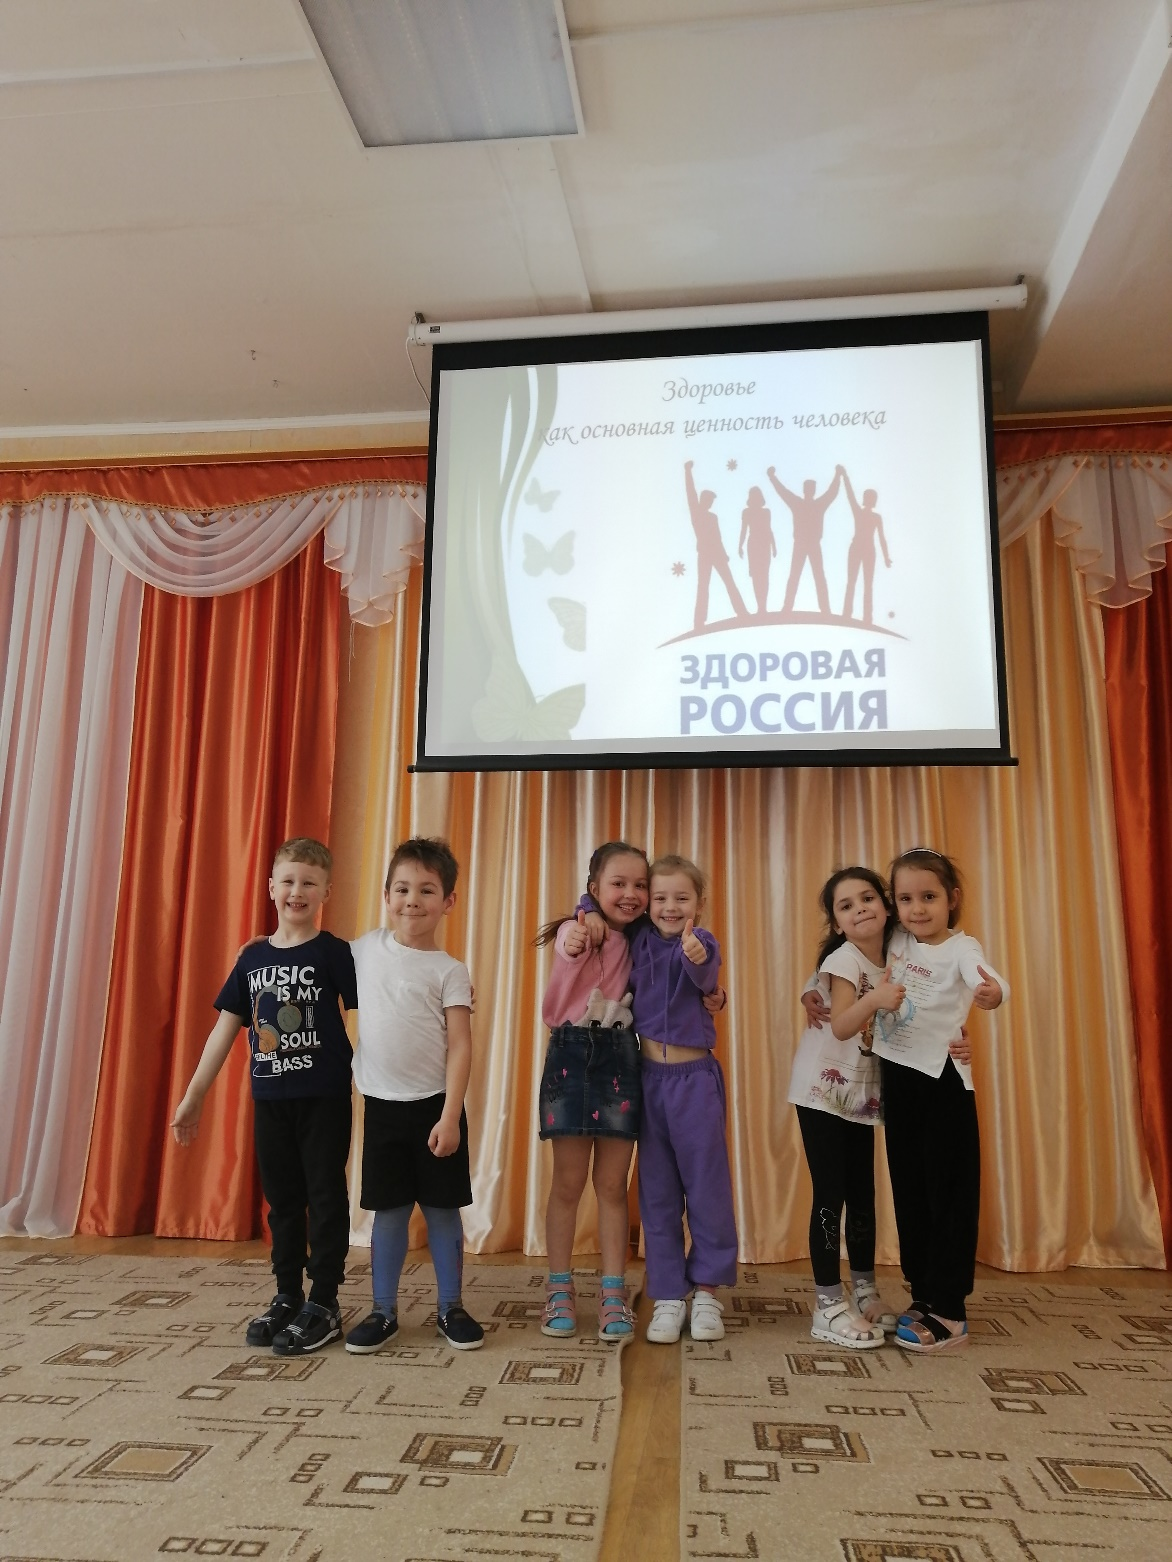 Здоровье
как основная ценность человека
ЗДОРОВАЯ
РОССИЯ
MUSIC
IS MY
SOUL
BASS
PARIS